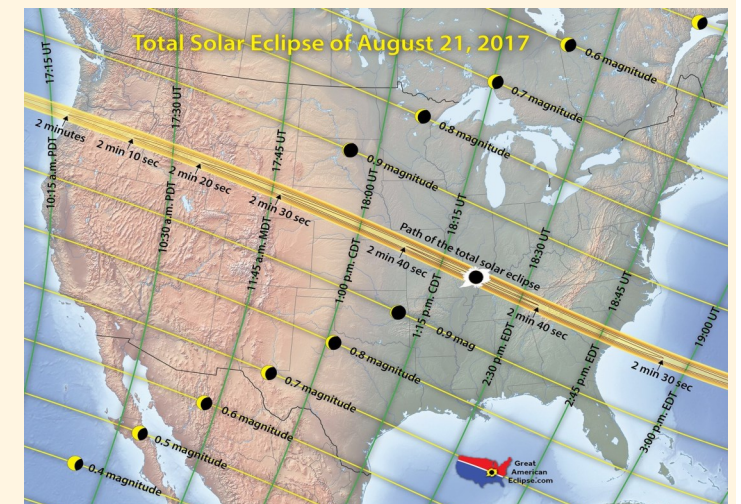 Total Solar Eclipse of August 21, 2017
17:15 UT
17:30 UT
17:45 UT
18:00 UT
18:15 UT
18:30 UT
18:45 UT
19:00 UT
0.6 magnitude
0.7 magnitude
0.8 magnitude
0.9 magnitude
2 minutes
2 min 10 sec
2 min 20 sec
2 min 30 sec
2 min 40 sec
Path of the total solar eclipse
2 min 40 sec
2 min 30 sec
10:15 a.m. PDT
10:30 a.m. PDT
11:45 a.m. MDT
1:00 p.m. CDT
1:15 p.m. CDT
2:30 p.m. EDT
2:45 p.m. EDT
3:00 p.m. EDT
0.9 mag
0.8 magnitude
0.7 magnitude
0.6 magnitude
0.5 magnitude
0.4 magnitude
Great
American
Eclipse.com